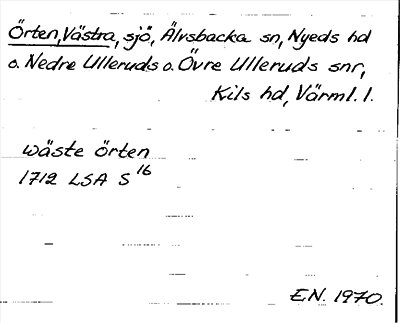 Örten, Västra, sjö, Älvsbacka sn, Nyeds hd
o. Nedre Ulleruds o. Övre Ulleruds snr,
Kils hd, Värml. l.
wäste örten
1712 LSA S 16
E.N. 1970.